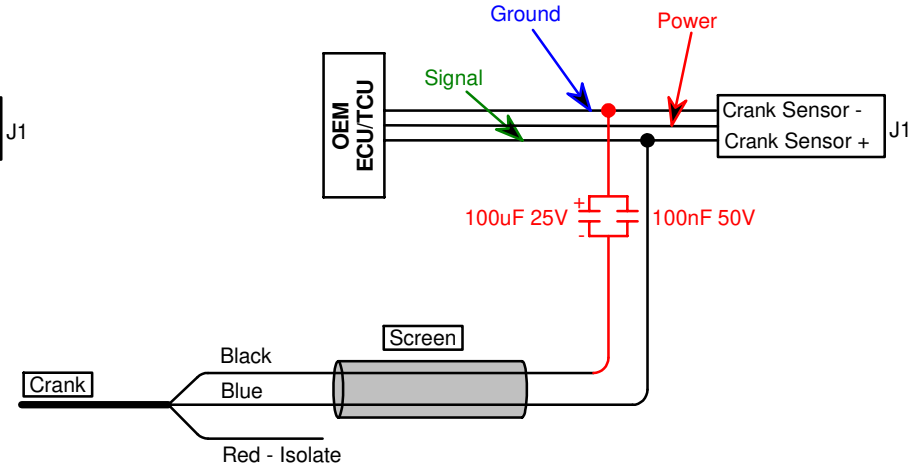 Ground
Power
Signal
OEM
ECU/TCU
Crank Sensor -
Crank Sensor +
J1
J1
+
100uF 25V
100nF 50V
-
Screen
Black
Crank
Blue
Red - Isolate